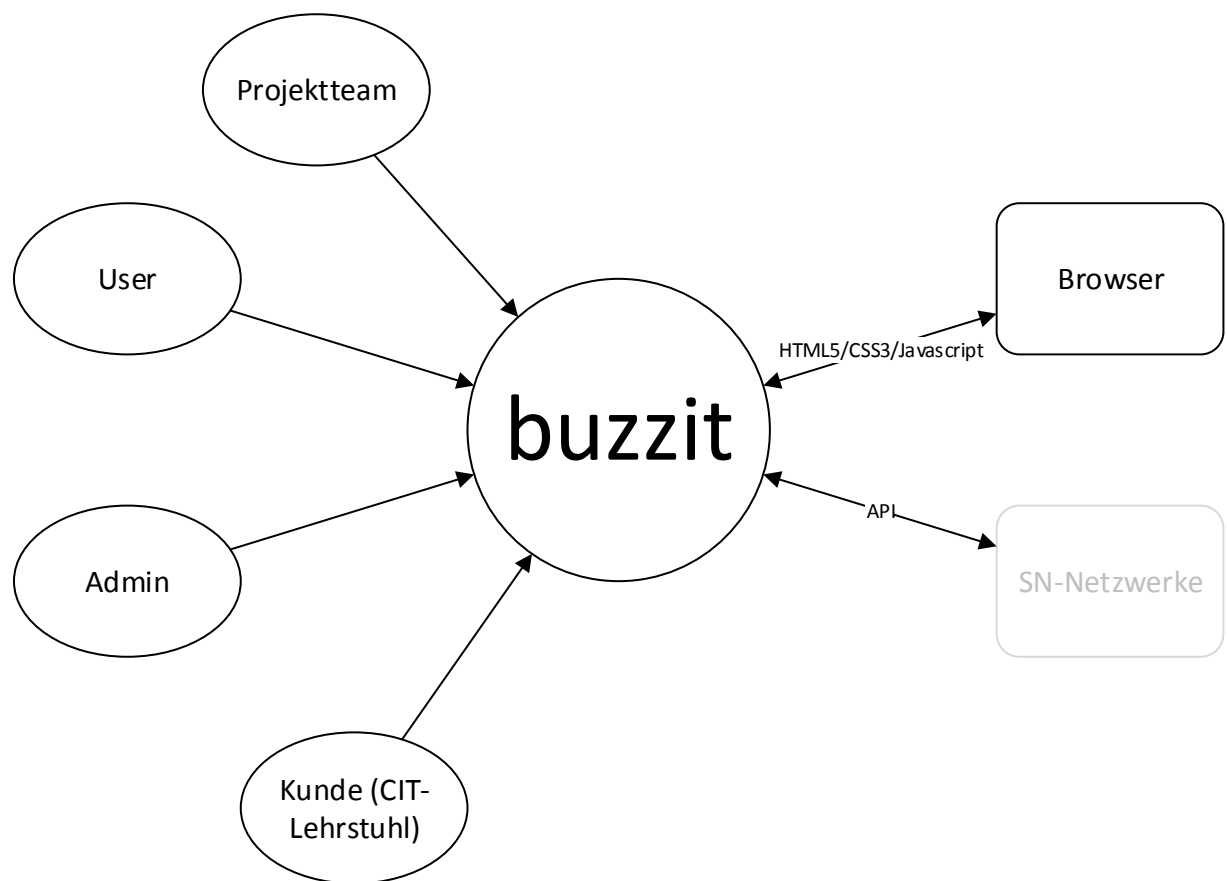 Projektteam
User
Browser
HTML5/CSS3/Javascript
buzzit
API
Admin
SN-Netzwerke
Kunde (CIT-
Lehrstuhl)